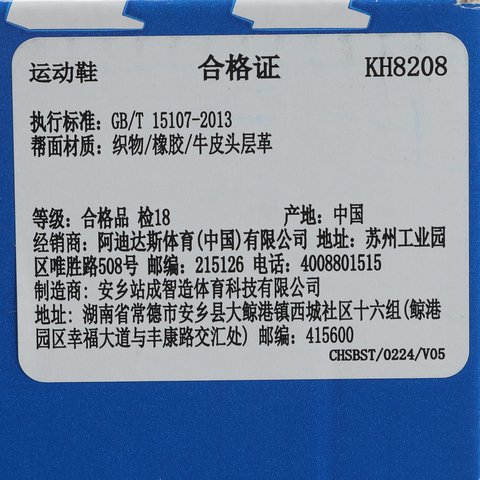 运动鞋 合格证 KH8208
执行标准: GB/T 15107-2013
帮面材质: 织物/橡胶/牛皮头层革
等级: 合格品 检18 产地: 中国
经销商: 阿迪达斯体育(中国)有限公司 地址: 苏州工业园
区唯胜路508号 邮编: 215126 电话: 4008801515
制造商: 安乡站成智造体育科技有限公司
地址: 湖南省常德市安乡县大鲸港镇西城社区十六组(鲸港
园区幸福大道与丰康路交汇处) 邮编: 415600
CHSBST/0224/V05